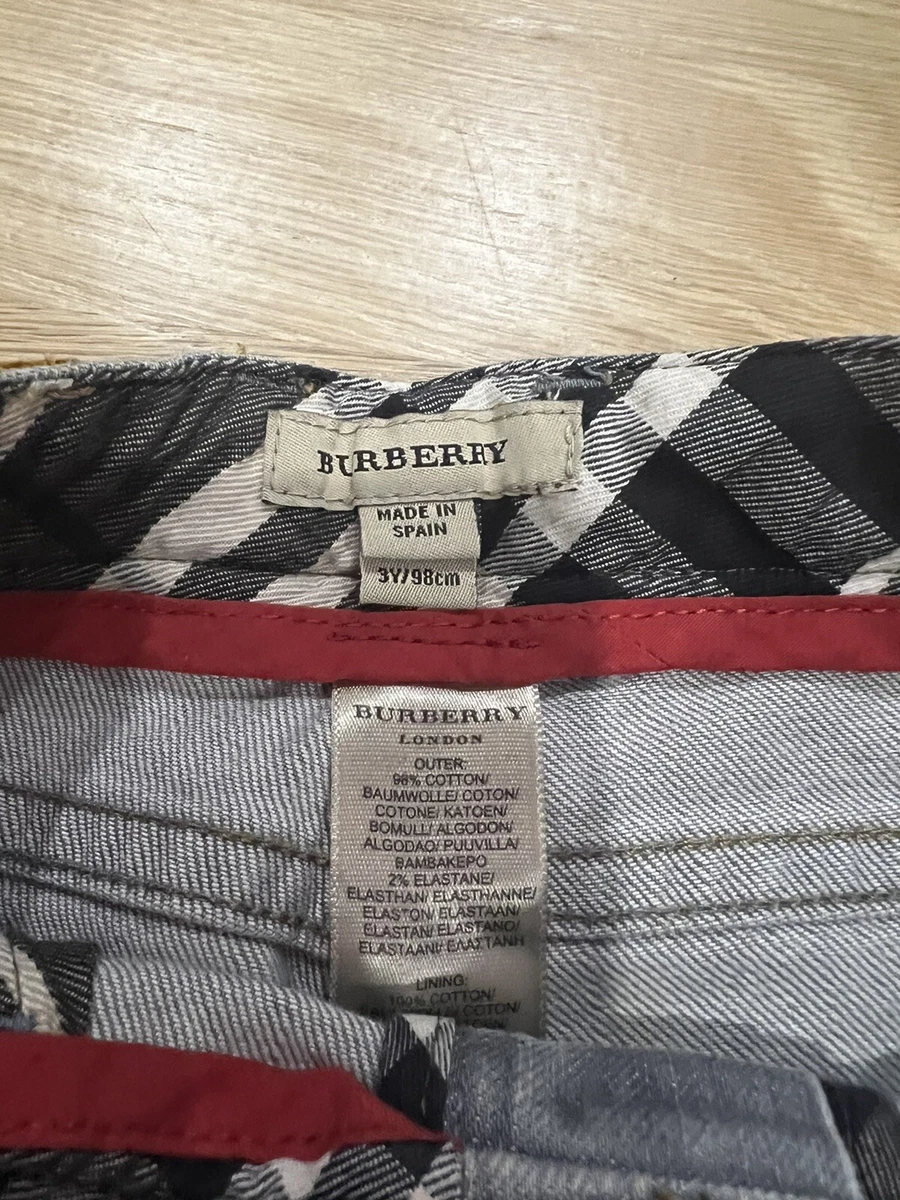 BURBERRY
MADE IN
SPAIN
3Y/98cm
BURBERRY
LONDON
OUTER:
98% COTTON/
BAUMWOLLE/ COTON/
COTONE/ KATOEN/
BOMULL/ ALGODON/
ALGODAO/ PUUVILLA/
BAMBAKEPO
2% ELASTANE/
ELASTHAN/ ELASTHANNE/
ELASTON/ ELASTAAN/
ELASTAN/ ELASTANO/
ELASTAANI/ ΕΛΑΣΤΑΝΗ
LINING:
100% COTTON/
COTON/